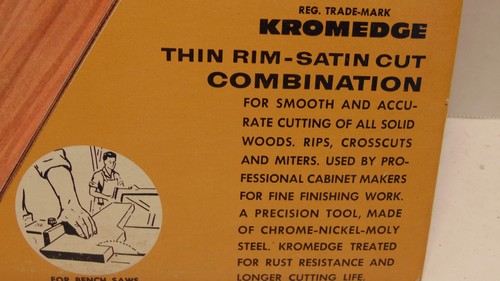 REG. TRADE-MARK
KROMEDGE
THIN RIM-SATIN CUT
COMBINATION
FOR SMOOTH AND ACCU-
RATE CUTTING OF ALL SOLID
WOODS. RIPS, CROSSCUTS
AND MITERS. USED BY PRO-
FESSIONAL CABINET MAKERS
FOR FINE FINISHING WORK.
A PRECISION TOOL, MADE
OF CHROME-NICKEL-MOLY
STEEL. KROMEDGE TREATED
FOR RUST RESISTANCE AND
LONGER CUTTING LIFE.
FOR BENCH SAWS